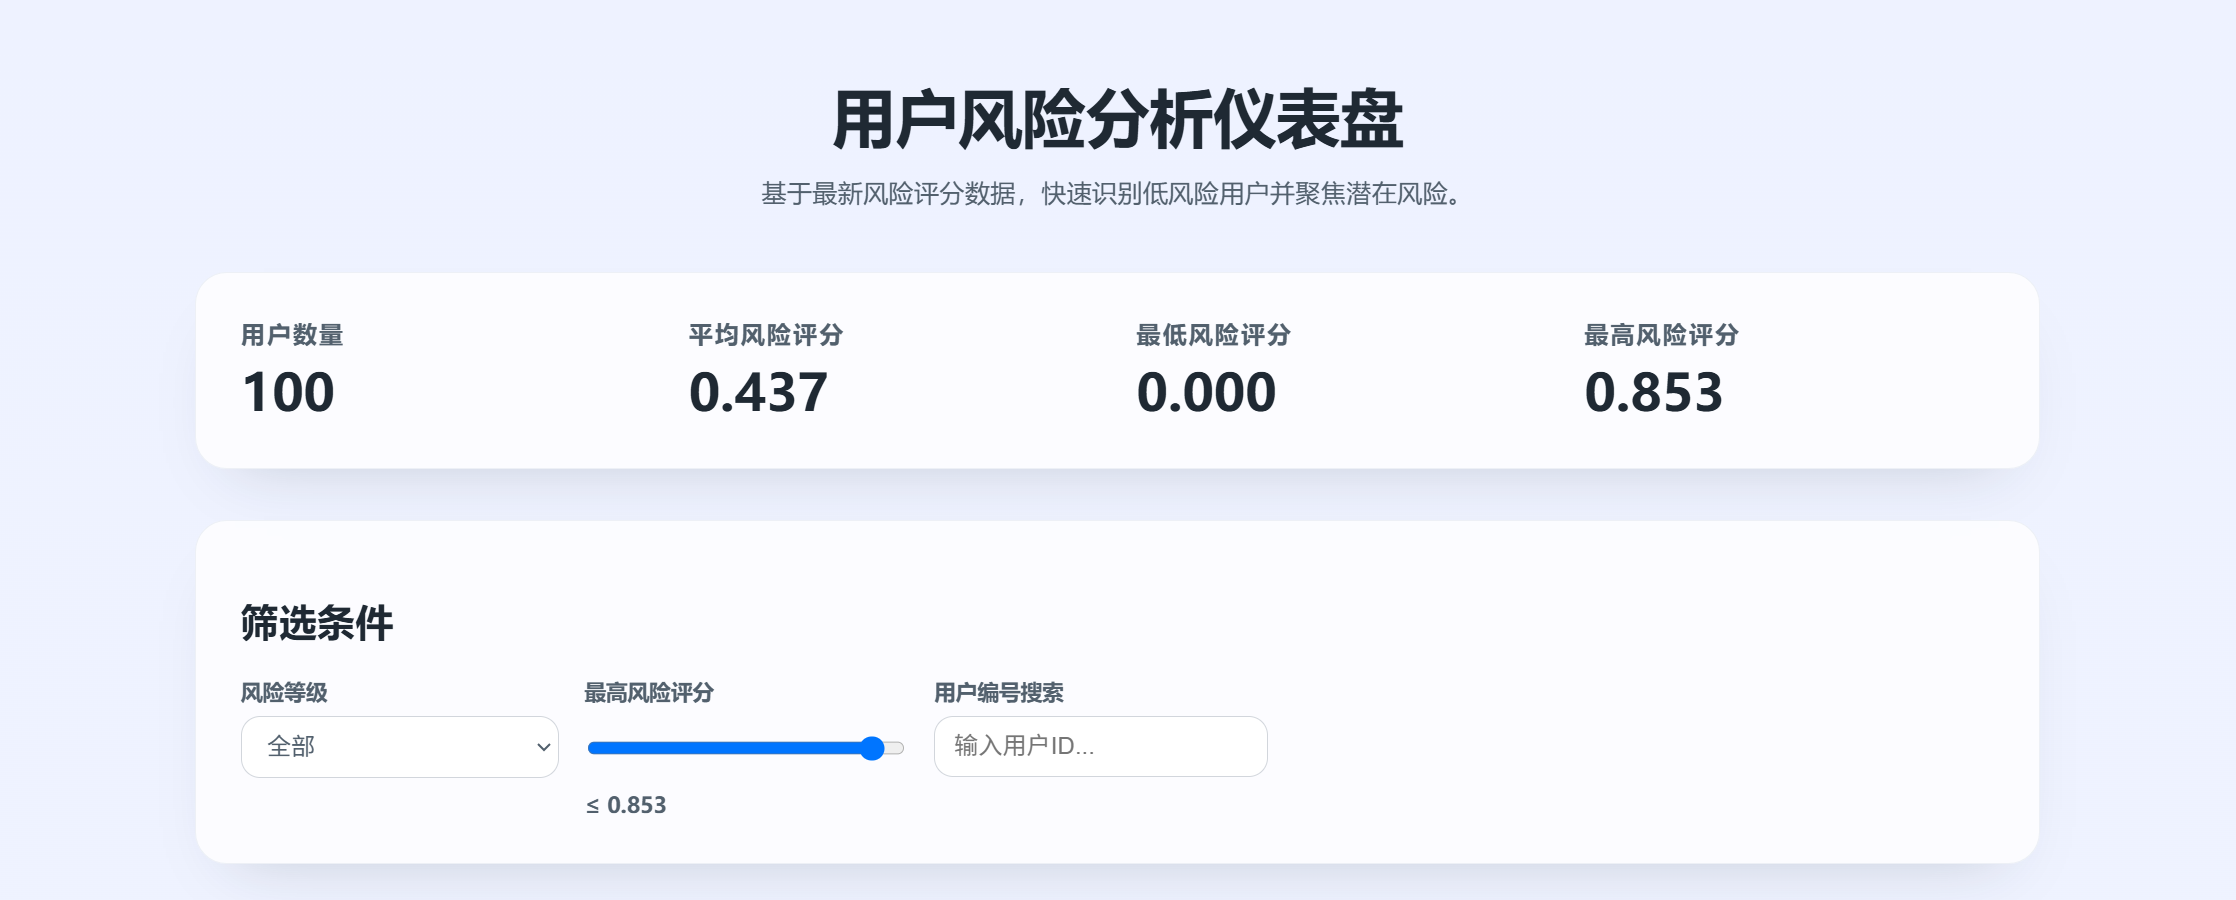 用户风险分析仪表盘
基于最新风险评分数据，快速识别低风险用户并聚焦潜在风险。
用户数量
100
平均风险评分
0.437
最低风险评分
0.000
最高风险评分
0.853
筛选条件
风险等级
全部
最高风险评分
≤ 0.853
用户编号搜索
输入用户ID...